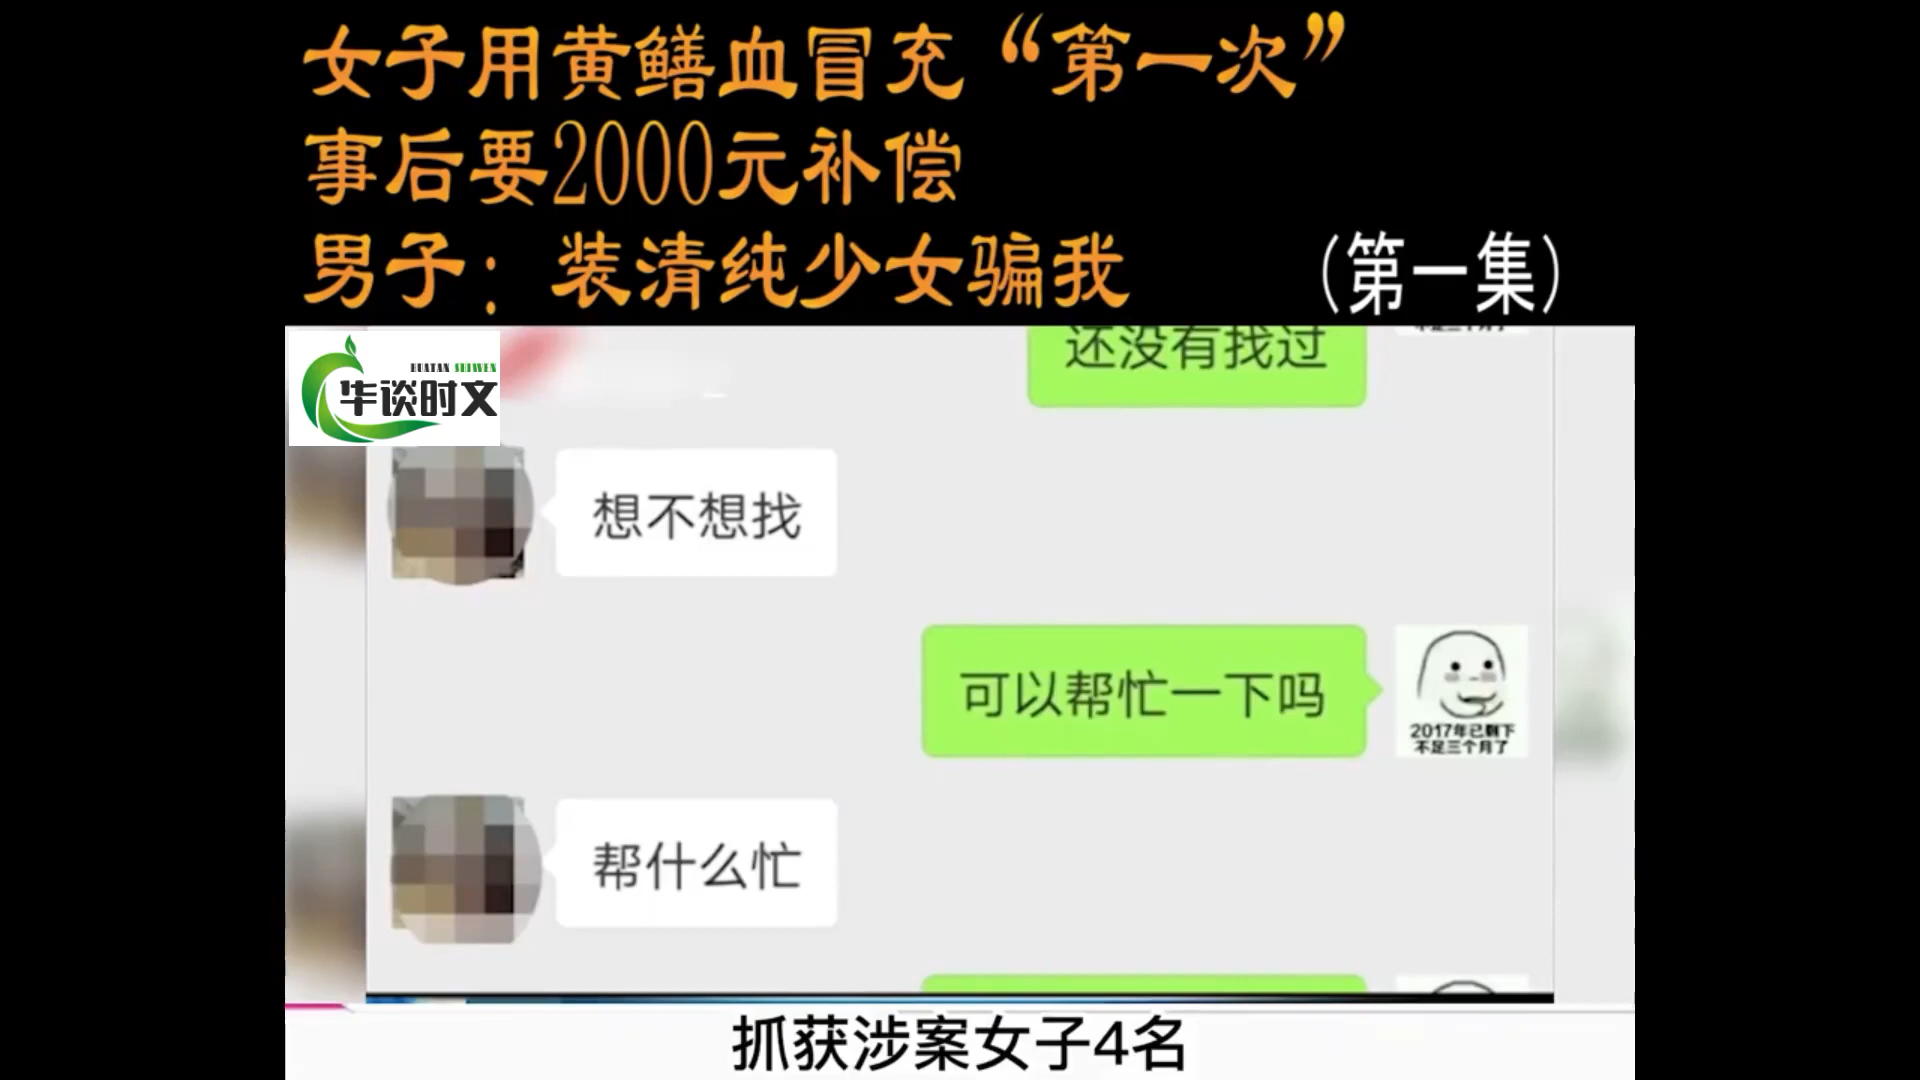 女子用黄鳝血冒充“第一次”
事后要2000元补偿
男子：装清纯少女骗我
（第一集）
还没有找过
HUATAN SHIWEN
华谈时文
想不想找
可以帮忙一下吗
2017年已剩下
不足三个月了
帮什么忙
抓获涉案女子4名